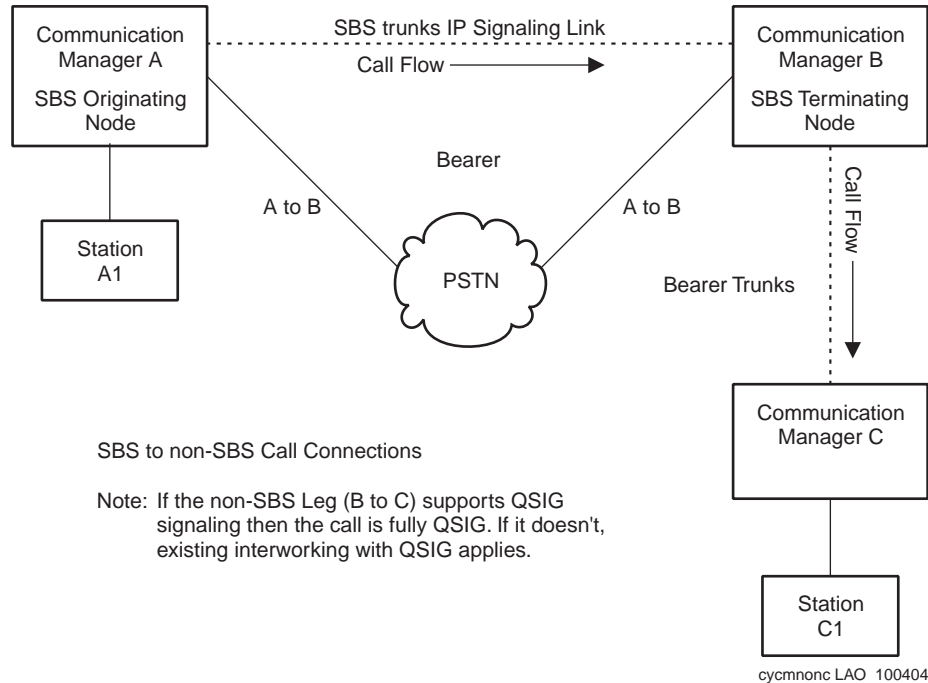 Communication
Manager A
SBS Originating
Node
SBS trunks IP Signaling Link
Call Flow
Communication
Manager B
SBS Terminating
Node
Bearer
A to B
A to B
Call Flow
Station
A1
PSTN
Bearer Trunks
Communication
Manager C
SBS to non-SBS Call Connections
Note: If the non-SBS Leg (B to C) supports QSIG
signaling then the call is fully QSIG. If it doesn't,
existing interworking with QSIG applies.
Station
C1
cycmnonc LAO 100404